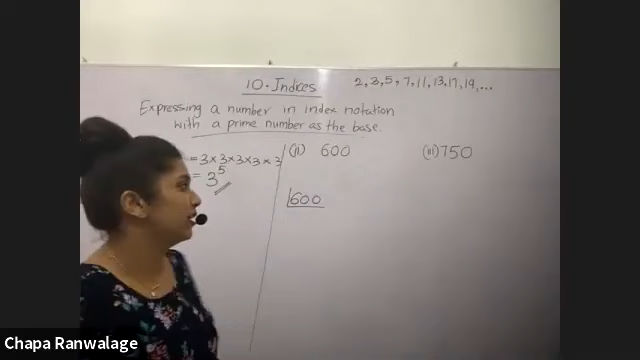 10. Indices
2, 3, 5, 7, 11, 13, 17, 19, ...
Expressing a number in index notation
with a prime number as the base.
= 3 × 3 × 3 × 3 × 3
= 3⁵
(ii) 600
600
(iii) 750
Chapa Ranwalage